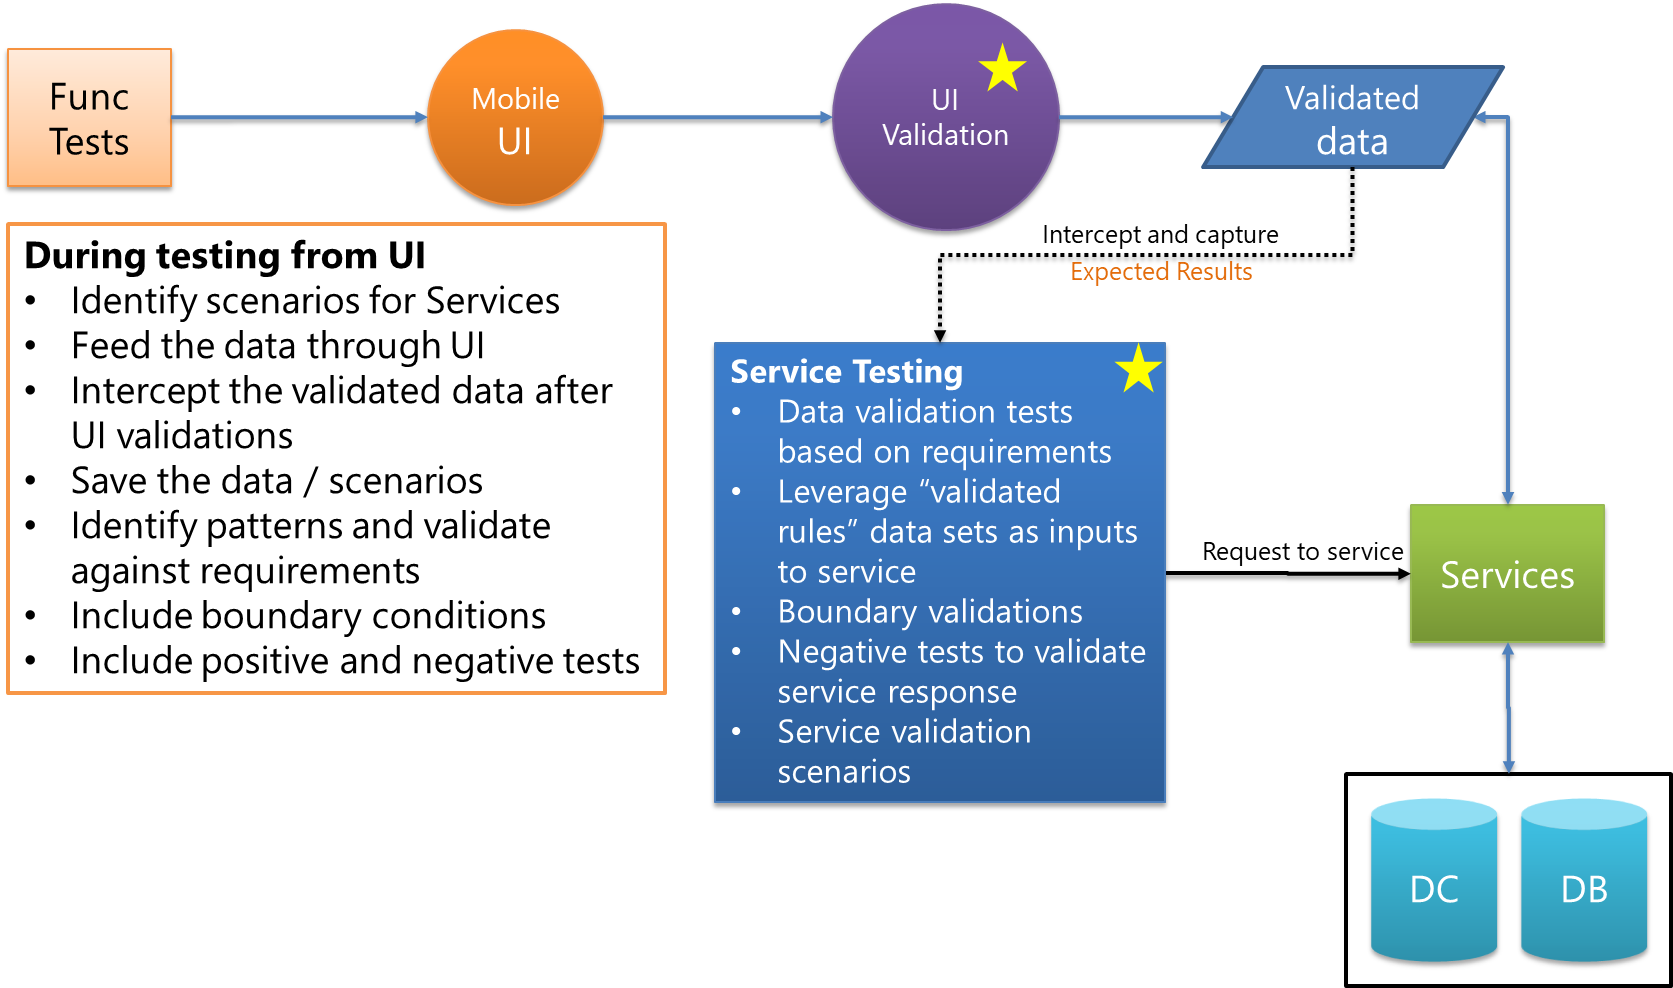 Func
Tests
Mobile
UI
UI
Validation
Validated
data
Intercept and capture
Expected Results
During testing from UI
• Identify scenarios for Services
• Feed the data through UI
• Intercept the validated data after
UI validations
• Save the data / scenarios
• Identify patterns and validate
against requirements
• Include boundary conditions
• Include positive and negative tests
Service Testing
• Data validation tests
based on requirements
• Leverage “validated
rules” data sets as inputs
to service
• Boundary validations
• Negative tests to validate
service response
• Service validation
scenarios
Request to service
Services
DC
DB